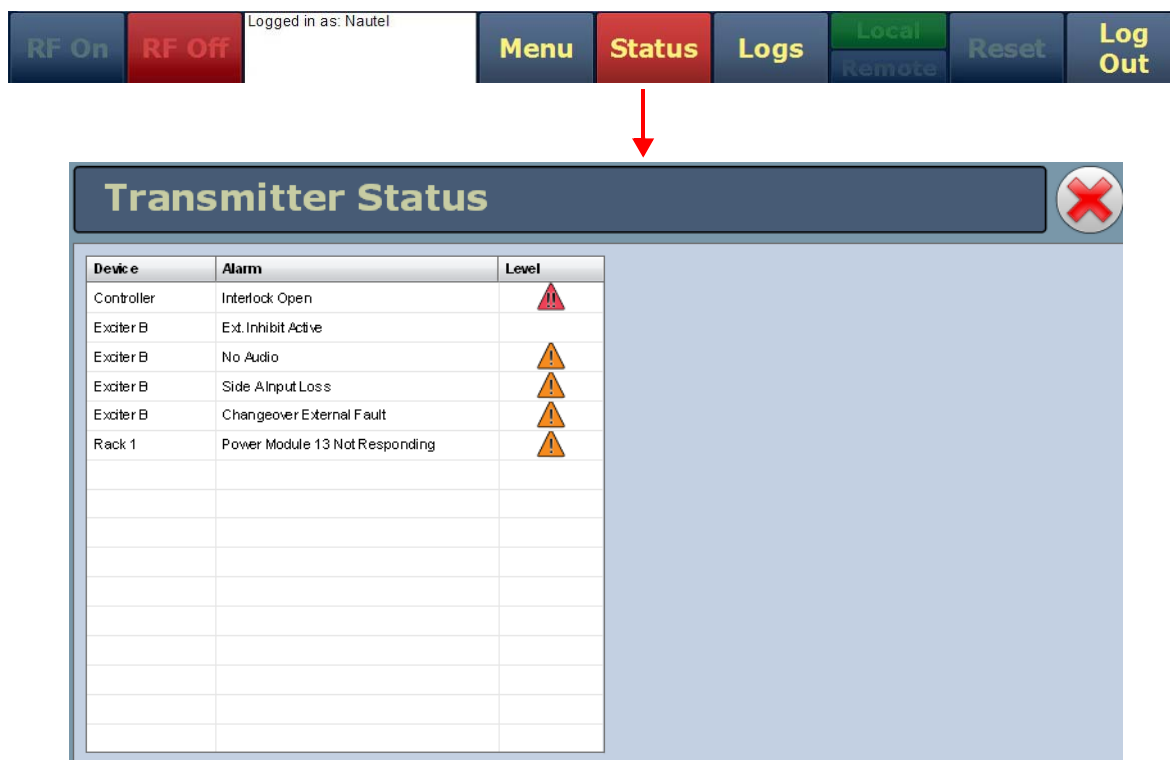 RF On RF Off Logged in as: Nautel Menu Status Logs Local Remote Reset Log Out
Transmitter Status
Device Alarm Level
Controller Interlock Open
Exciter B Ext. Inhibit Active
Exciter B No Audio
Exciter B Side A Input Loss
Exciter B Changeover External Fault
Rack 1 Power Module 13 Not Responding